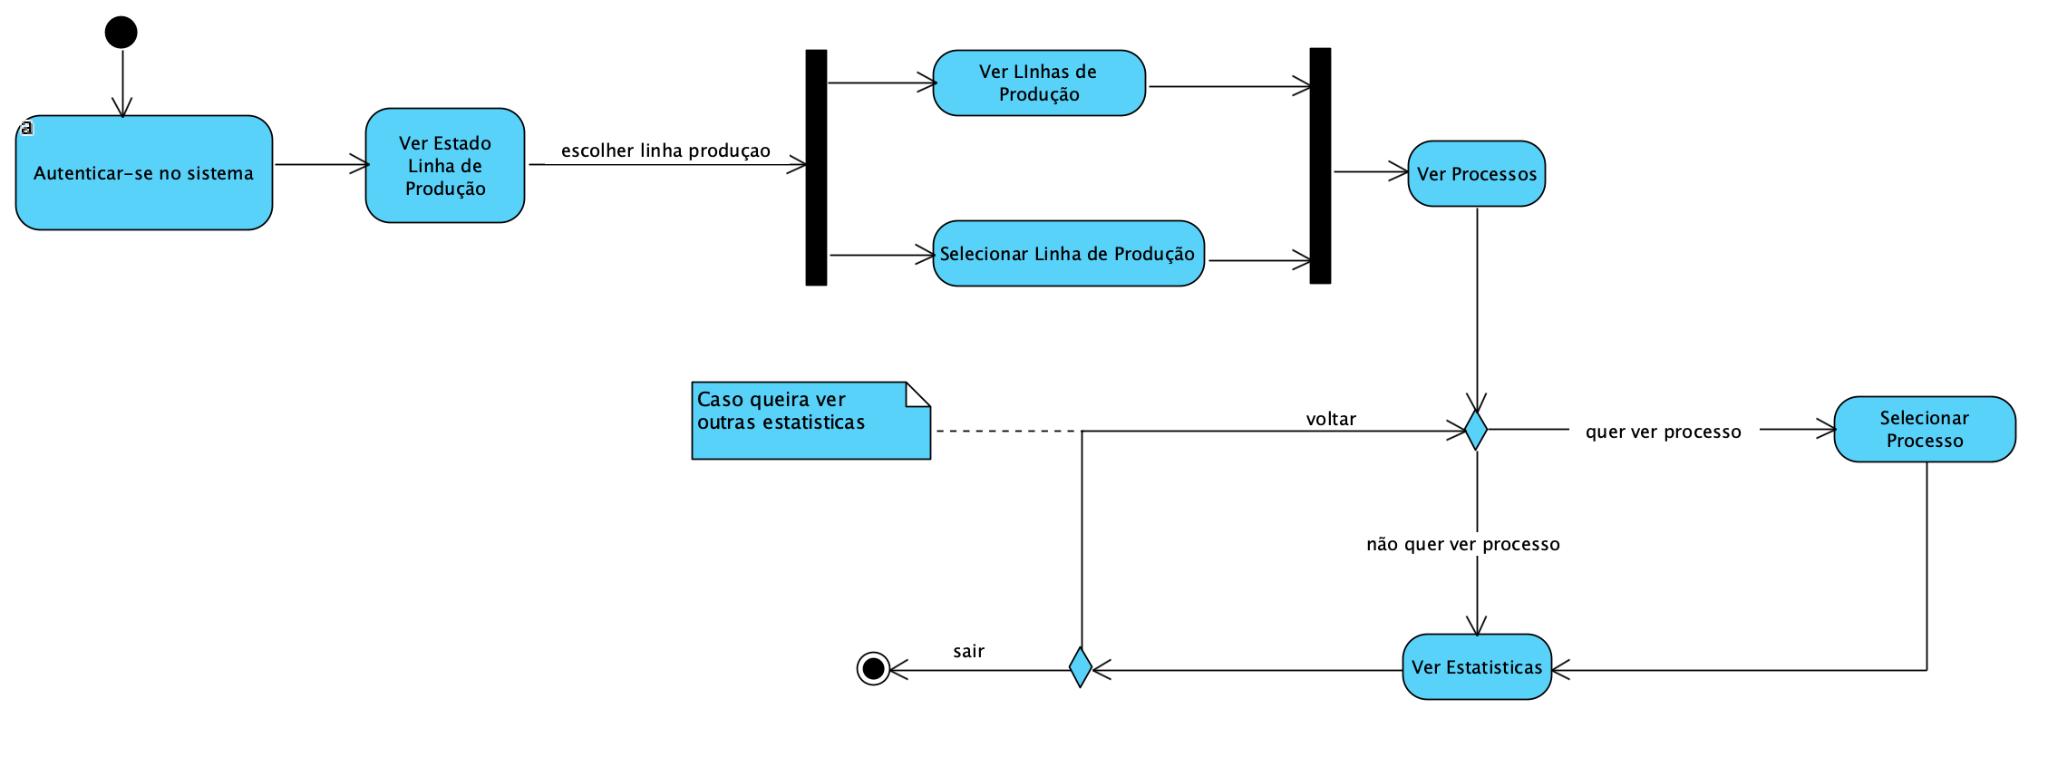 a
Autenticar-se no sistema
Ver Estado
Linha de
Produção
escolher linha produçao
Ver LInhas de
Produção
Selecionar Linha de Produção
Ver Processos
Caso queira ver
outras estatisticas
voltar
quer ver processo
Selecionar
Processo
não quer ver processo
sair
Ver Estatisticas